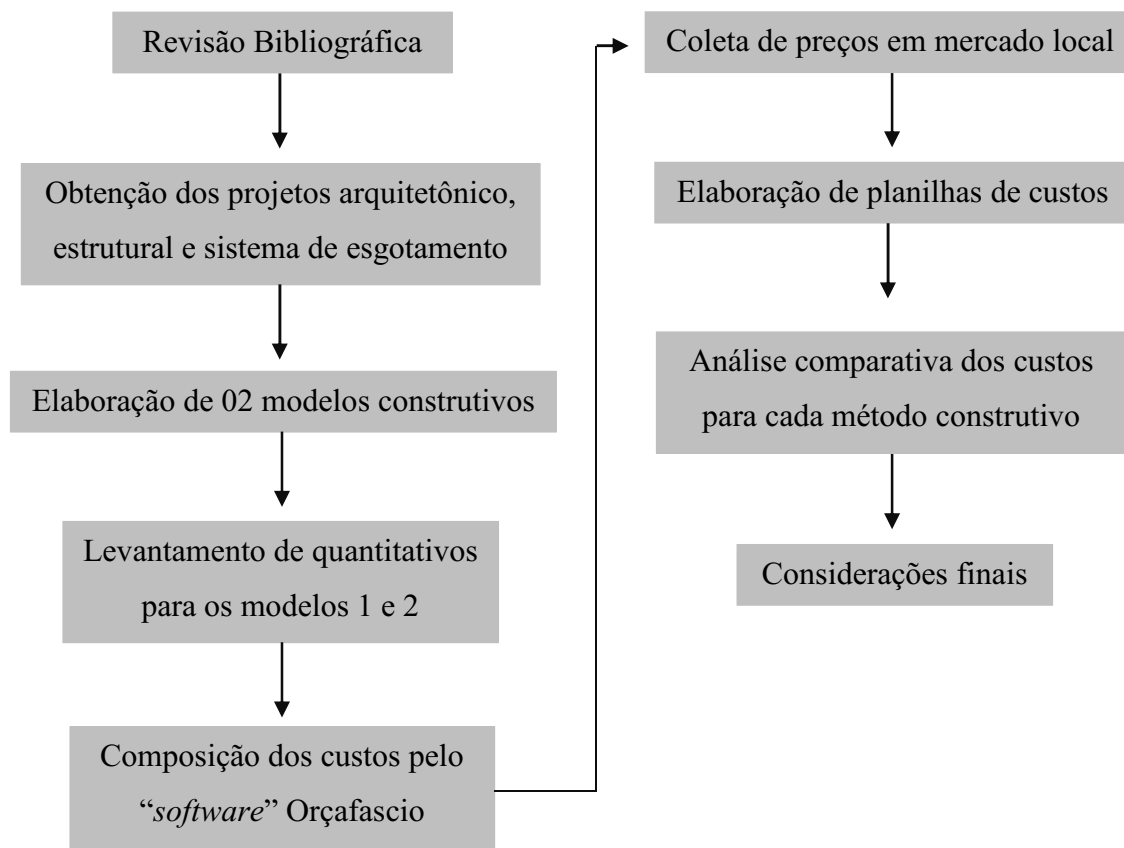 Revisão Bibliográfica
Obtenção dos projetos arquitetônico,
estrutural e sistema de esgotamento
Elaboração de 02 modelos construtivos
Levantamento de quantitativos
para os modelos 1 e 2
Composição dos custos pelo
“software” Orçafascio
Coleta de preços em mercado local
Elaboração de planilhas de custos
Análise comparativa dos custos
para cada método construtivo
Considerações finais